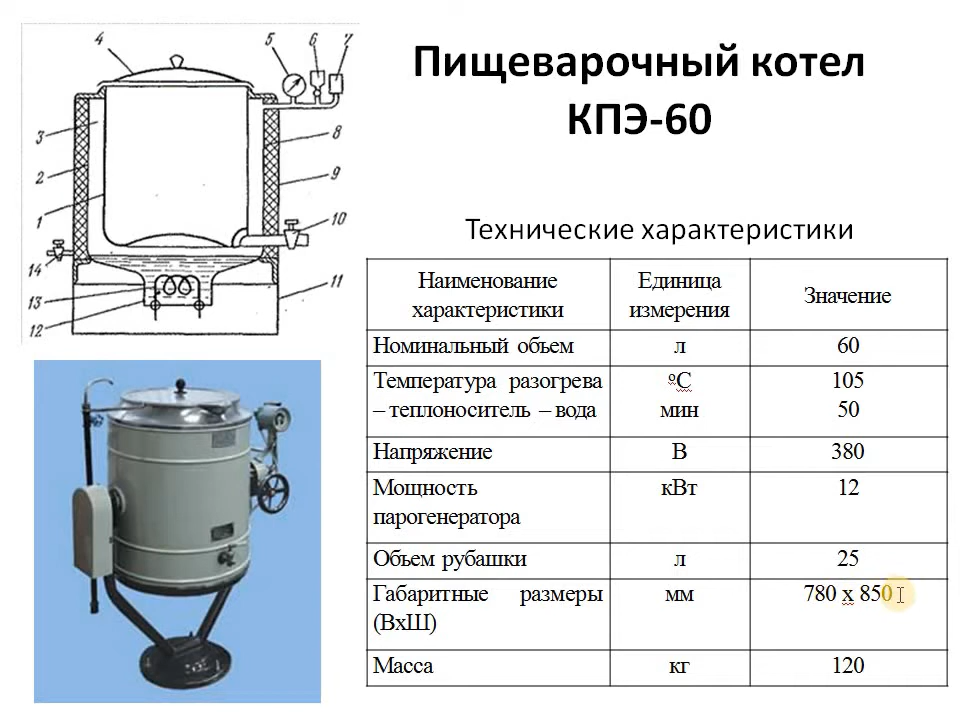 Пищеварочный котел
КПЭ-60
4
5
6
7
3
8
2
9
1
10
14
13
11
12
Технические характеристики
Наименование характеристики
Единица измерения
Значение
Номинальный объем
л
60
Температура разогрева – теплоноситель – вода
ºС
мин
105
50
Напряжение
В
380
Мощность парогенератора
кВт
12
Объем рубашки
л
25
Габаритные размеры (ВхШ)
мм
780 х 850
Масса
кг
120